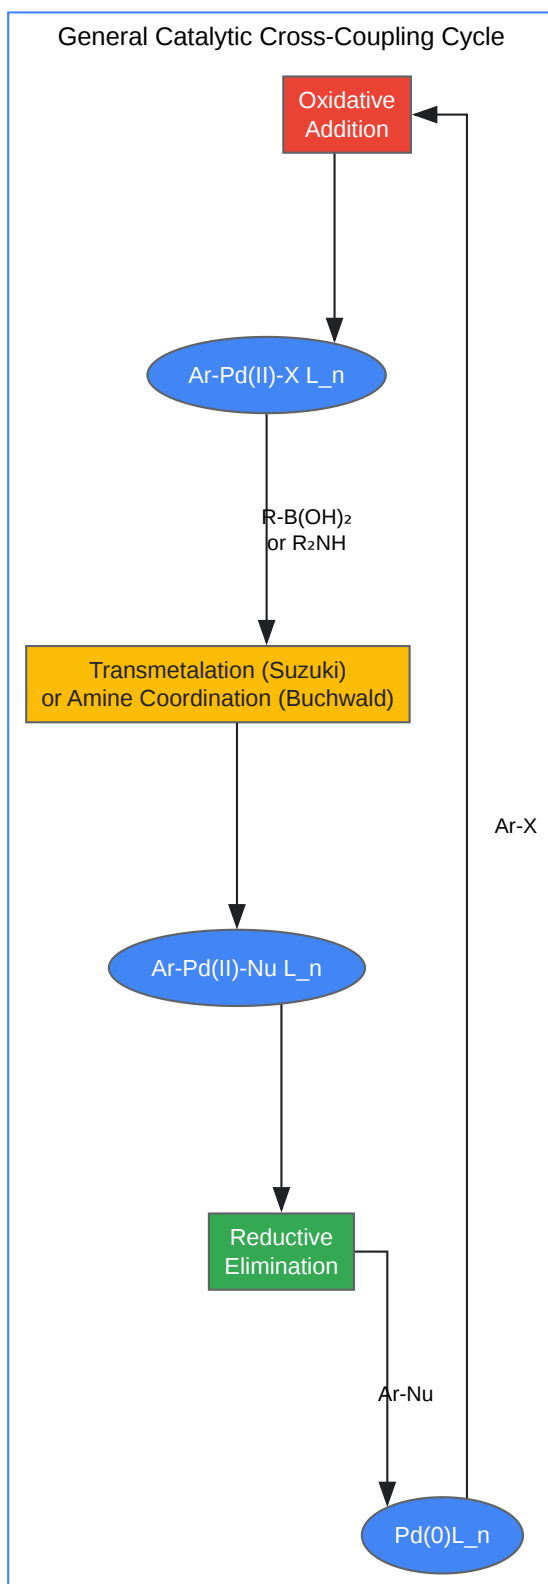 General Catalytic Cross-Coupling Cycle
Oxidative
Addition
Ar-Pd(II)-X L_n
R-B(OH)₂
or R₂NH
Transmetalation (Suzuki)
or Amine Coordination (Buchwald)
Ar-X
Ar-Pd(II)-Nu L_n
Reductive
Elimination
Ar-Nu
Pd(0)L_n